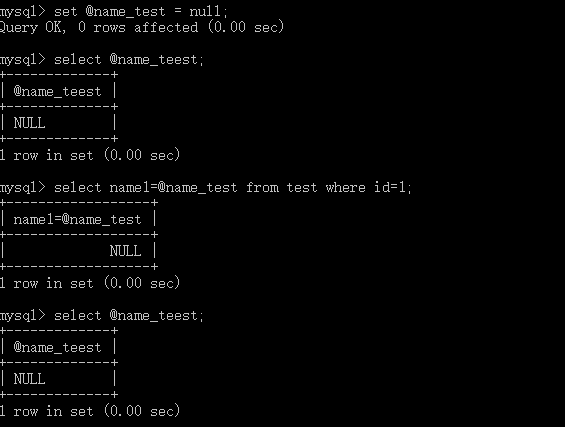 mysql> set @name_test = null;
Query OK, 0 rows affected (0.00 sec)
mysql> select @name_teest;
+-------------+
| @name_teest |
+-------------+
| NULL        |
+-------------+
1 row in set (0.00 sec)
mysql> select name1=@name_test from test where id=1;
+------------------+
| name1=@name_test |
+------------------+
|             NULL |
+------------------+
1 row in set (0.00 sec)
mysql> select @name_teest;
+-------------+
| @name_teest |
+-------------+
| NULL        |
+-------------+
1 row in set (0.00 sec)